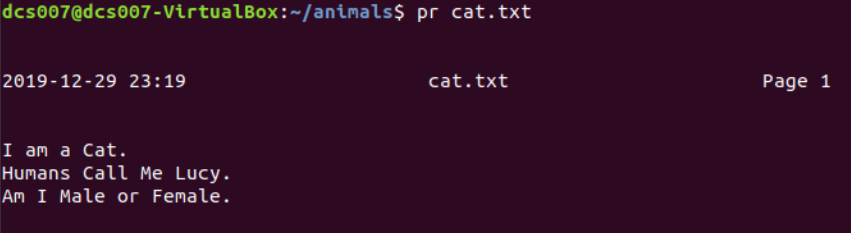 dcs007@dcs007-VirtualBox:~/animals$ pr cat.txt
2019-12-29 23:19 cat.txt Page 1
I am a Cat.
Humans Call Me Lucy.
Am I Male or Female.